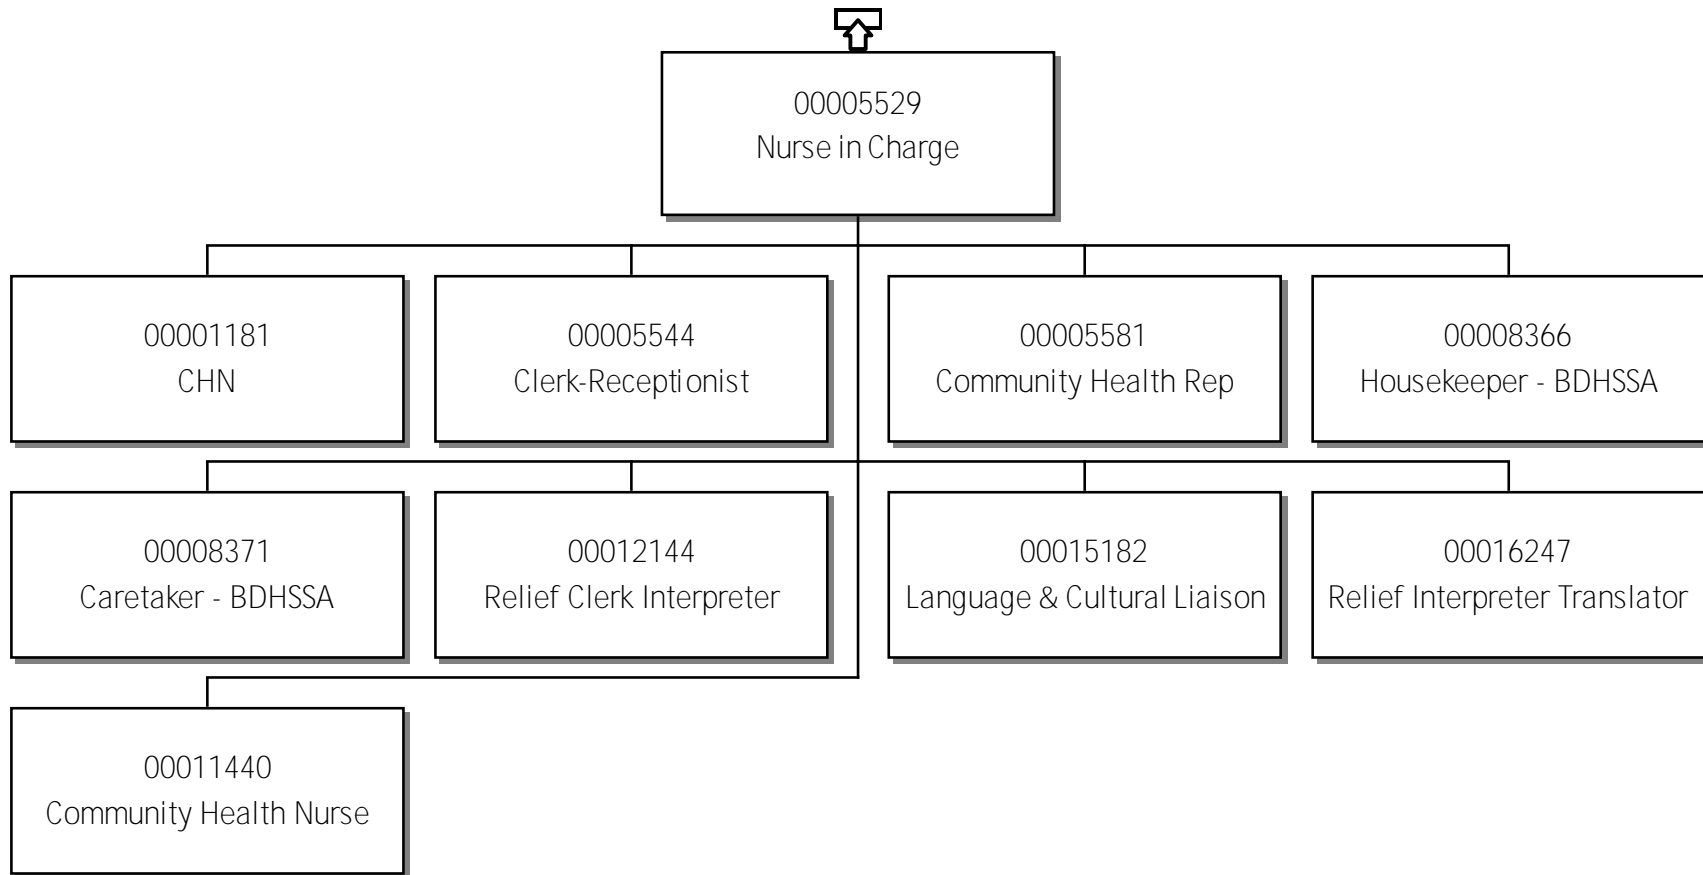 00005529
Nurse in Charge
00001181
CHN
00005544
Clerk-Receptionist
00005581
Community Health Rep
00008366
Housekeeper - BDHSSA
00008371
Caretaker - BDHSSA
00012144
Relief Clerk Interpreter
00015182
Language & Cultural Liaison
00016247
Relief Interpreter Translator
00011440
Community Health Nurse